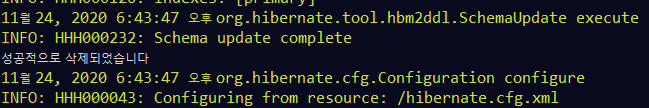 INFO: HHH000126: Indexes: [primary]
11월 24, 2020 6:43:47 오후 org.hibernate.tool.hbm2ddl.SchemaUpdate execute
INFO: HHH000232: Schema update complete
성공적으로 삭제되었습니다
11월 24, 2020 6:43:47 오후 org.hibernate.cfg.Configuration configure
INFO: HHH000043: Configuring from resource: /hibernate.cfg.xml